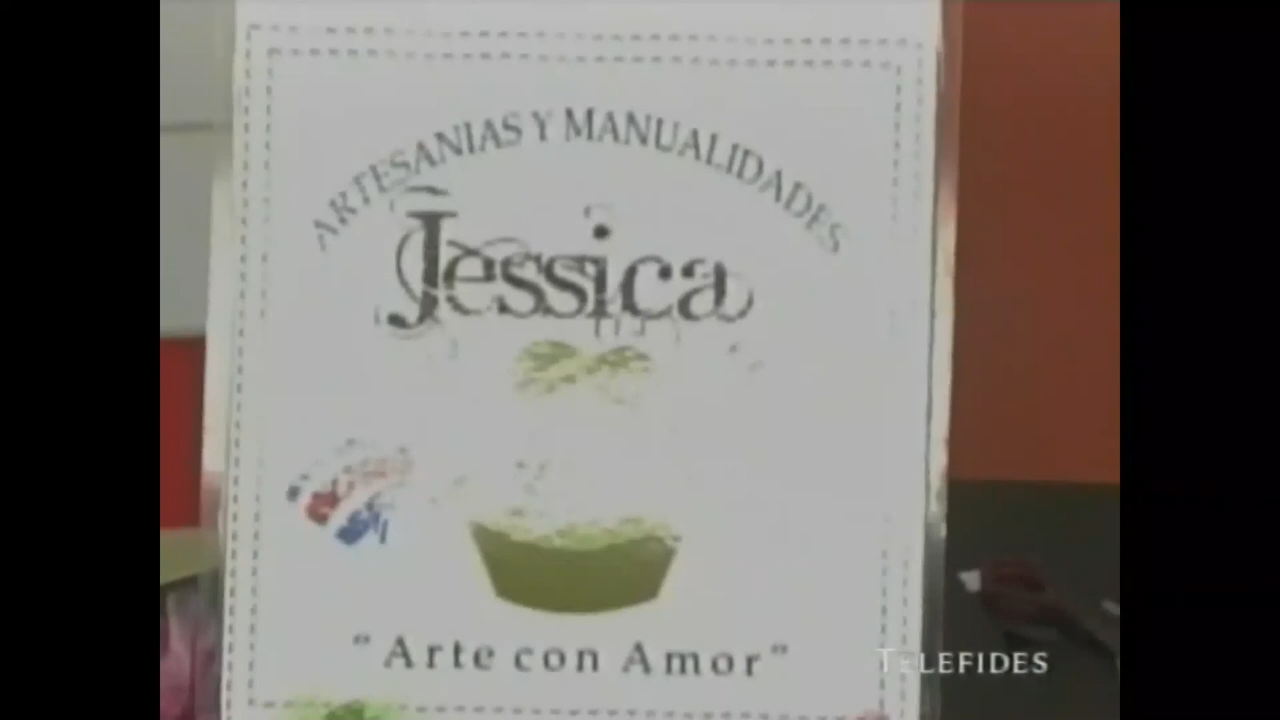 ARTESANIAS Y MANUALIDADES
Jessica
“Arte con Amor”
TELEFIDES